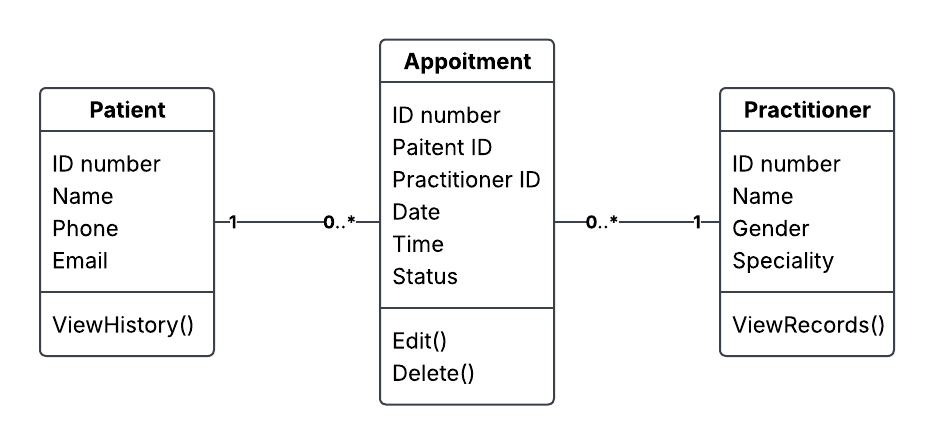 Patient
ID number
Name
Phone
Email
ViewHistory()
1
0..*
Appoitment
ID number
Paitent ID
Practitioner ID
Date
Time
Status
Edit()
Delete()
0..*
1
Practitioner
ID number
Name
Gender
Speciality
ViewRecords()